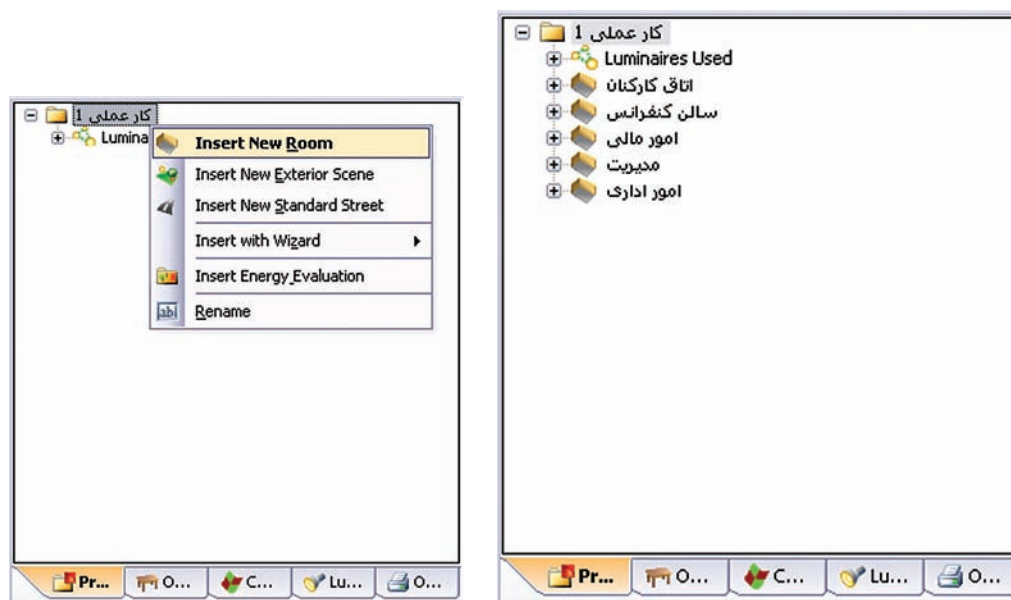 کار عملی 1
Lumina
Insert New Room
Insert New Exterior Scene
Insert New Standard Street
Insert with Wizard
Insert Energy Evaluation
Rename
Pr...
O...
C...
Lu...
O...
کار عملی 1
Luminaires Used
اتاق کارکنان
سالن کنفرانس
امور مالی
مدیریت
امور اداری
Pr...
O...
C...
Lu...
O...